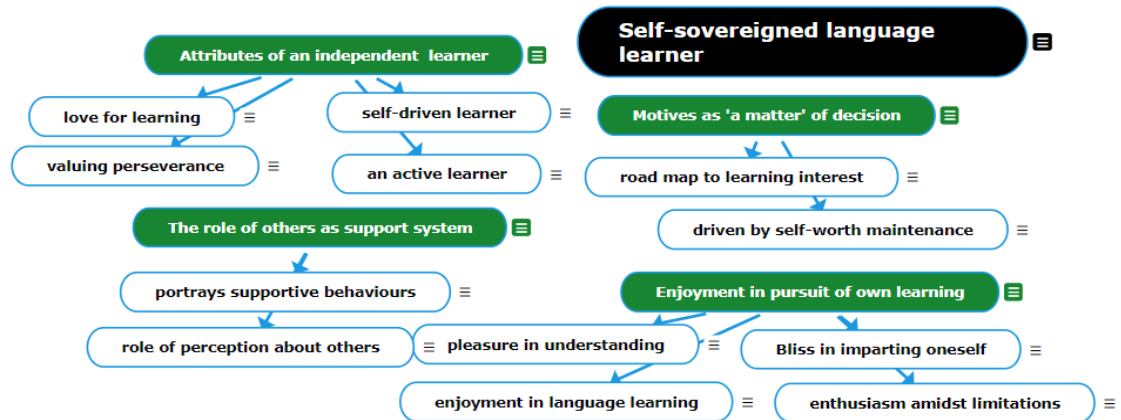 Self-sovereigned language
learner
Attributes of an independent learner
love for learning
self-driven learner
valuing perseverance
an active learner
Motives as 'a matter' of decision
road map to learning interest
driven by self-worth maintenance
The role of others as support system
portrays supportive behaviours
role of perception about others
Enjoyment in pursuit of own learning
pleasure in understanding
Bliss in imparting oneself
enjoyment in language learning
enthusiasm amidst limitations